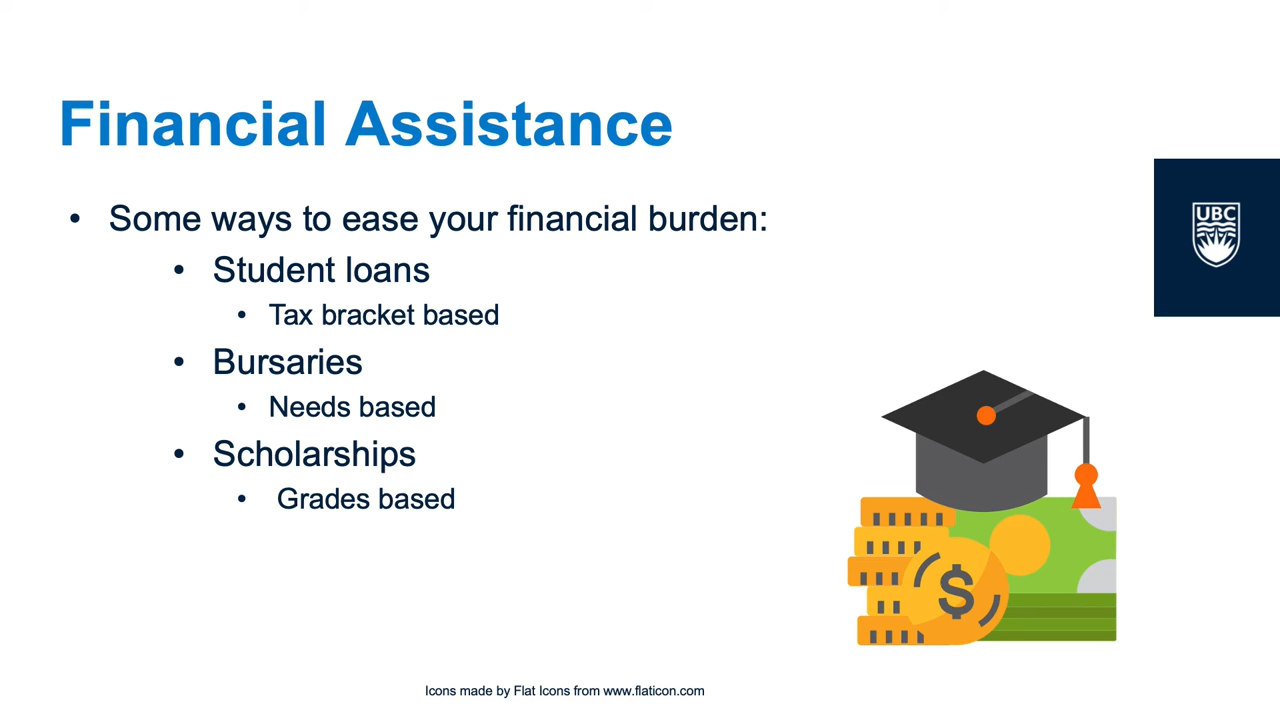 Financial Assistance
• Some ways to ease your financial burden:
• Student loans
• Tax bracket based
• Bursaries
• Needs based
• Scholarships
• Grades based
UBC
$
Icons made by Flat Icons from www.flaticon.com